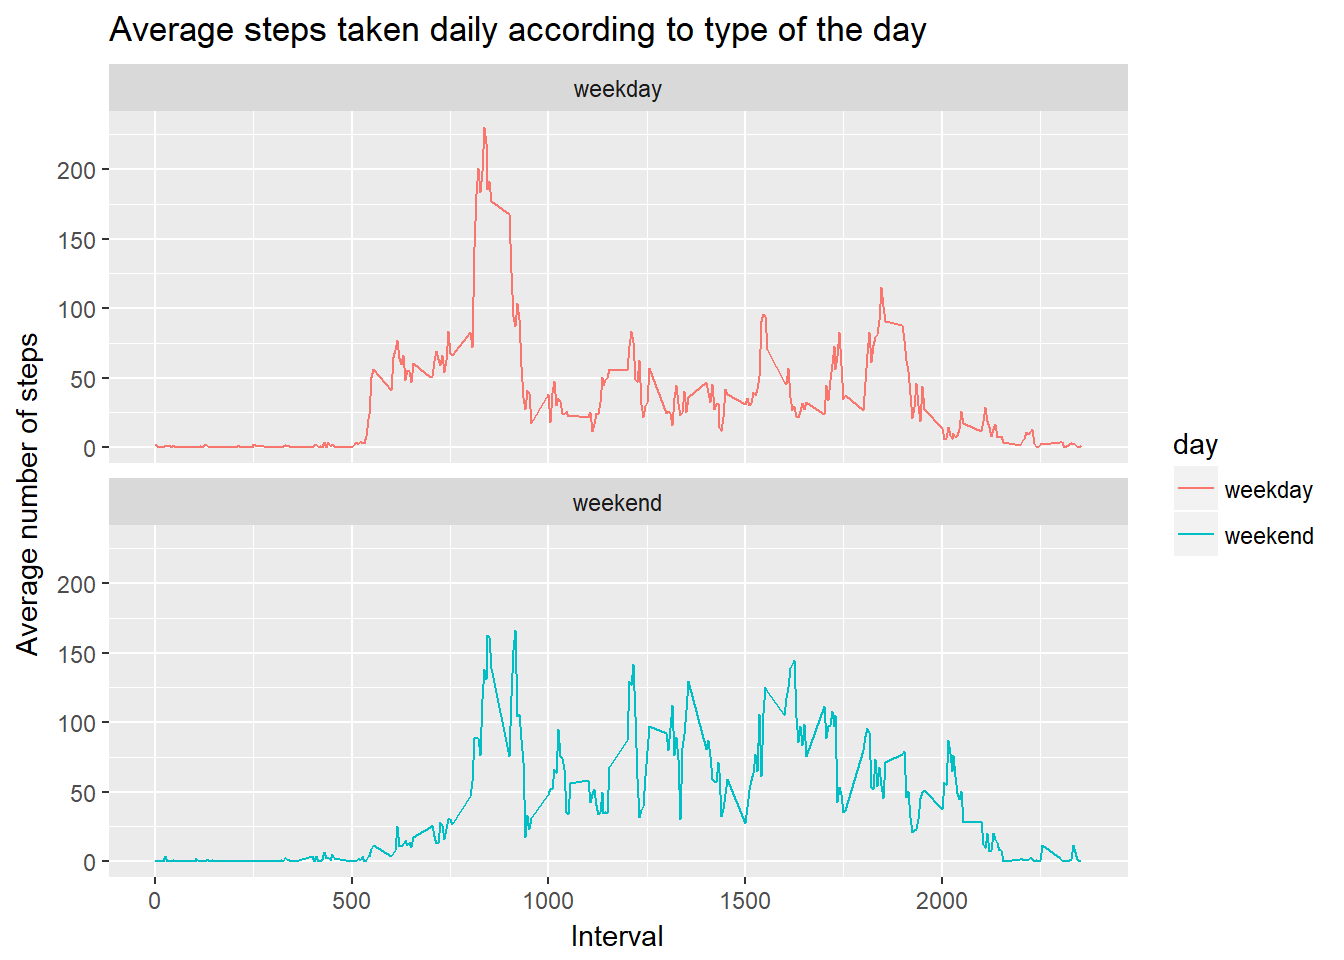 Average steps taken daily according to type of the day
weekday
200
150
100
50
0
weekend
200
150
100
50
0
0 500 1000 1500 2000
Interval
Average number of steps
day
weekday
weekend